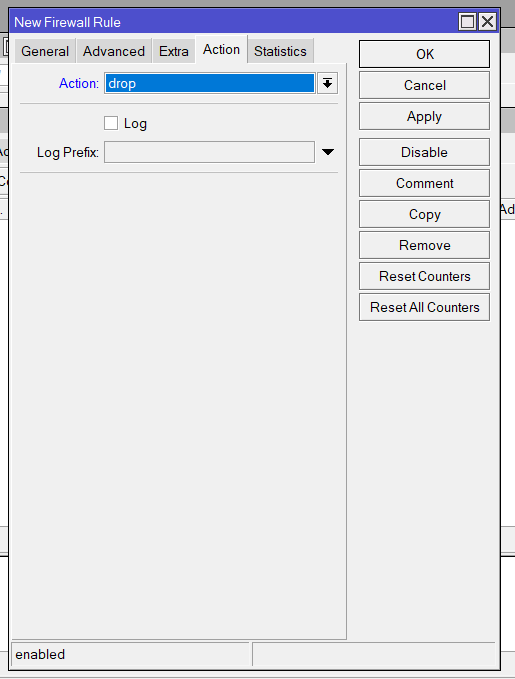 New Firewall Rule
General Advanced Extra Action Statistics
Action: drop
Log
Log Prefix:
OK
Cancel
Apply
Disable
Comment
Copy
Remove
Reset Counters
Reset All Counters
enabled
Ad